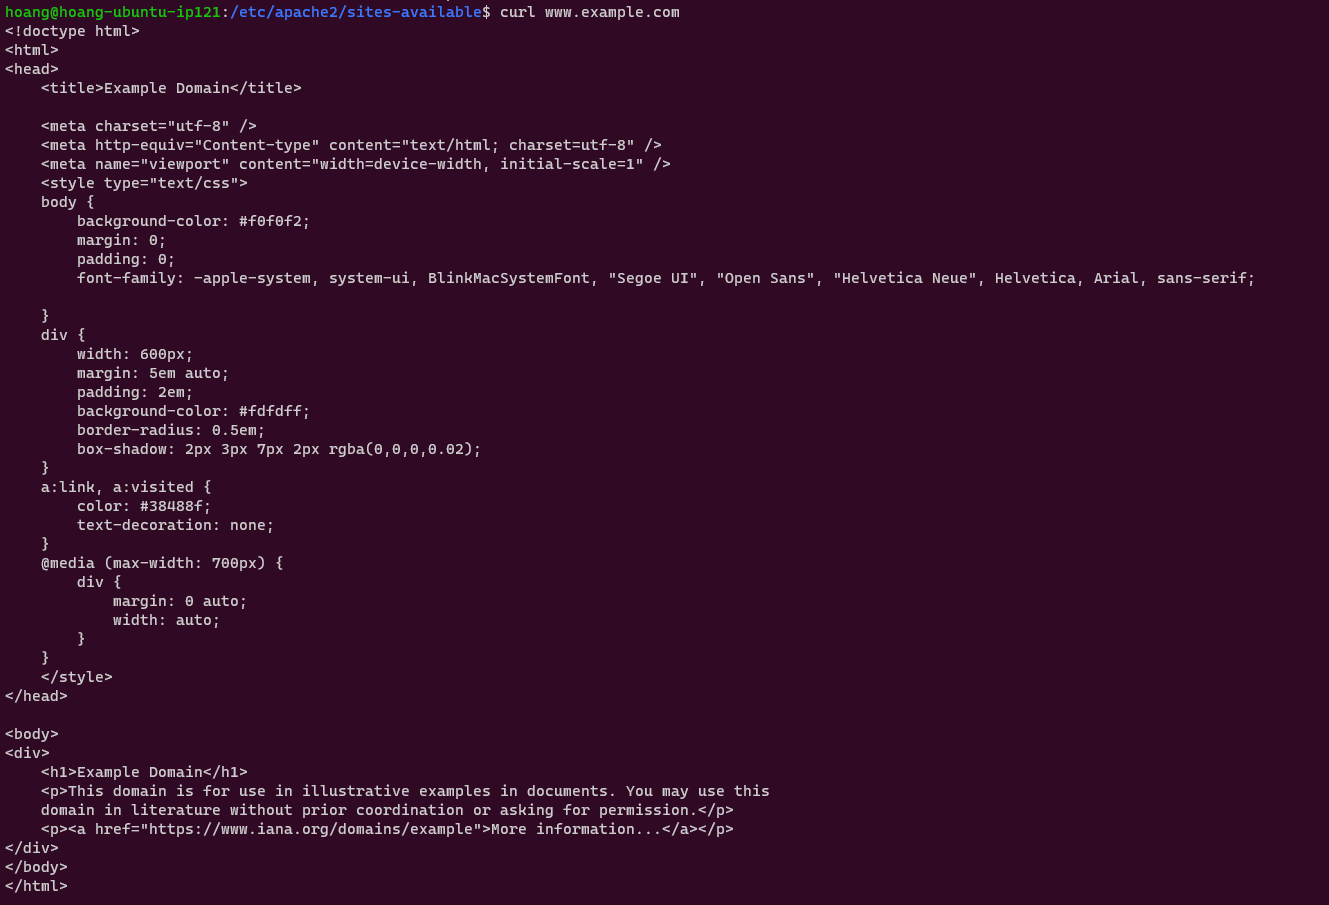 hoang@hoang-ubuntu-ip121:/etc/apache2/sites-available$ curl www.example.com
<!doctype html>
<html>
<head>
    <title>Example Domain</title>

    <meta charset="utf-8" />
    <meta http-equiv="Content-type" content="text/html; charset=utf-8" />
    <meta name="viewport" content="width=device-width, initial-scale=1" />
    <style type="text/css">
    body {
        background-color: #f0f0f2;
        margin: 0;
        padding: 0;
        font-family: -apple-system, system-ui, BlinkMacSystemFont, "Segoe UI", "Open Sans", "Helvetica Neue", Helvetica, Arial, sans-serif;

    }
    div {
        width: 600px;
        margin: 5em auto;
        padding: 2em;
        background-color: #fdfdff;
        border-radius: 0.5em;
        box-shadow: 2px 3px 7px 2px rgba(0,0,0,0.02);
    }
    a:link, a:visited {
        color: #38488f;
        text-decoration: none;
    }
    @media (max-width: 700px) {
        div {
            margin: 0 auto;
            width: auto;
        }
    }
    </style>
</head>

<body>
<div>
    <h1>Example Domain</h1>
    <p>This domain is for use in illustrative examples in documents. You may use this
    domain in literature without prior coordination or asking for permission.</p>
    <p><a href="https://www.iana.org/domains/example">More information...</a></p>
</div>
</body>
</html>